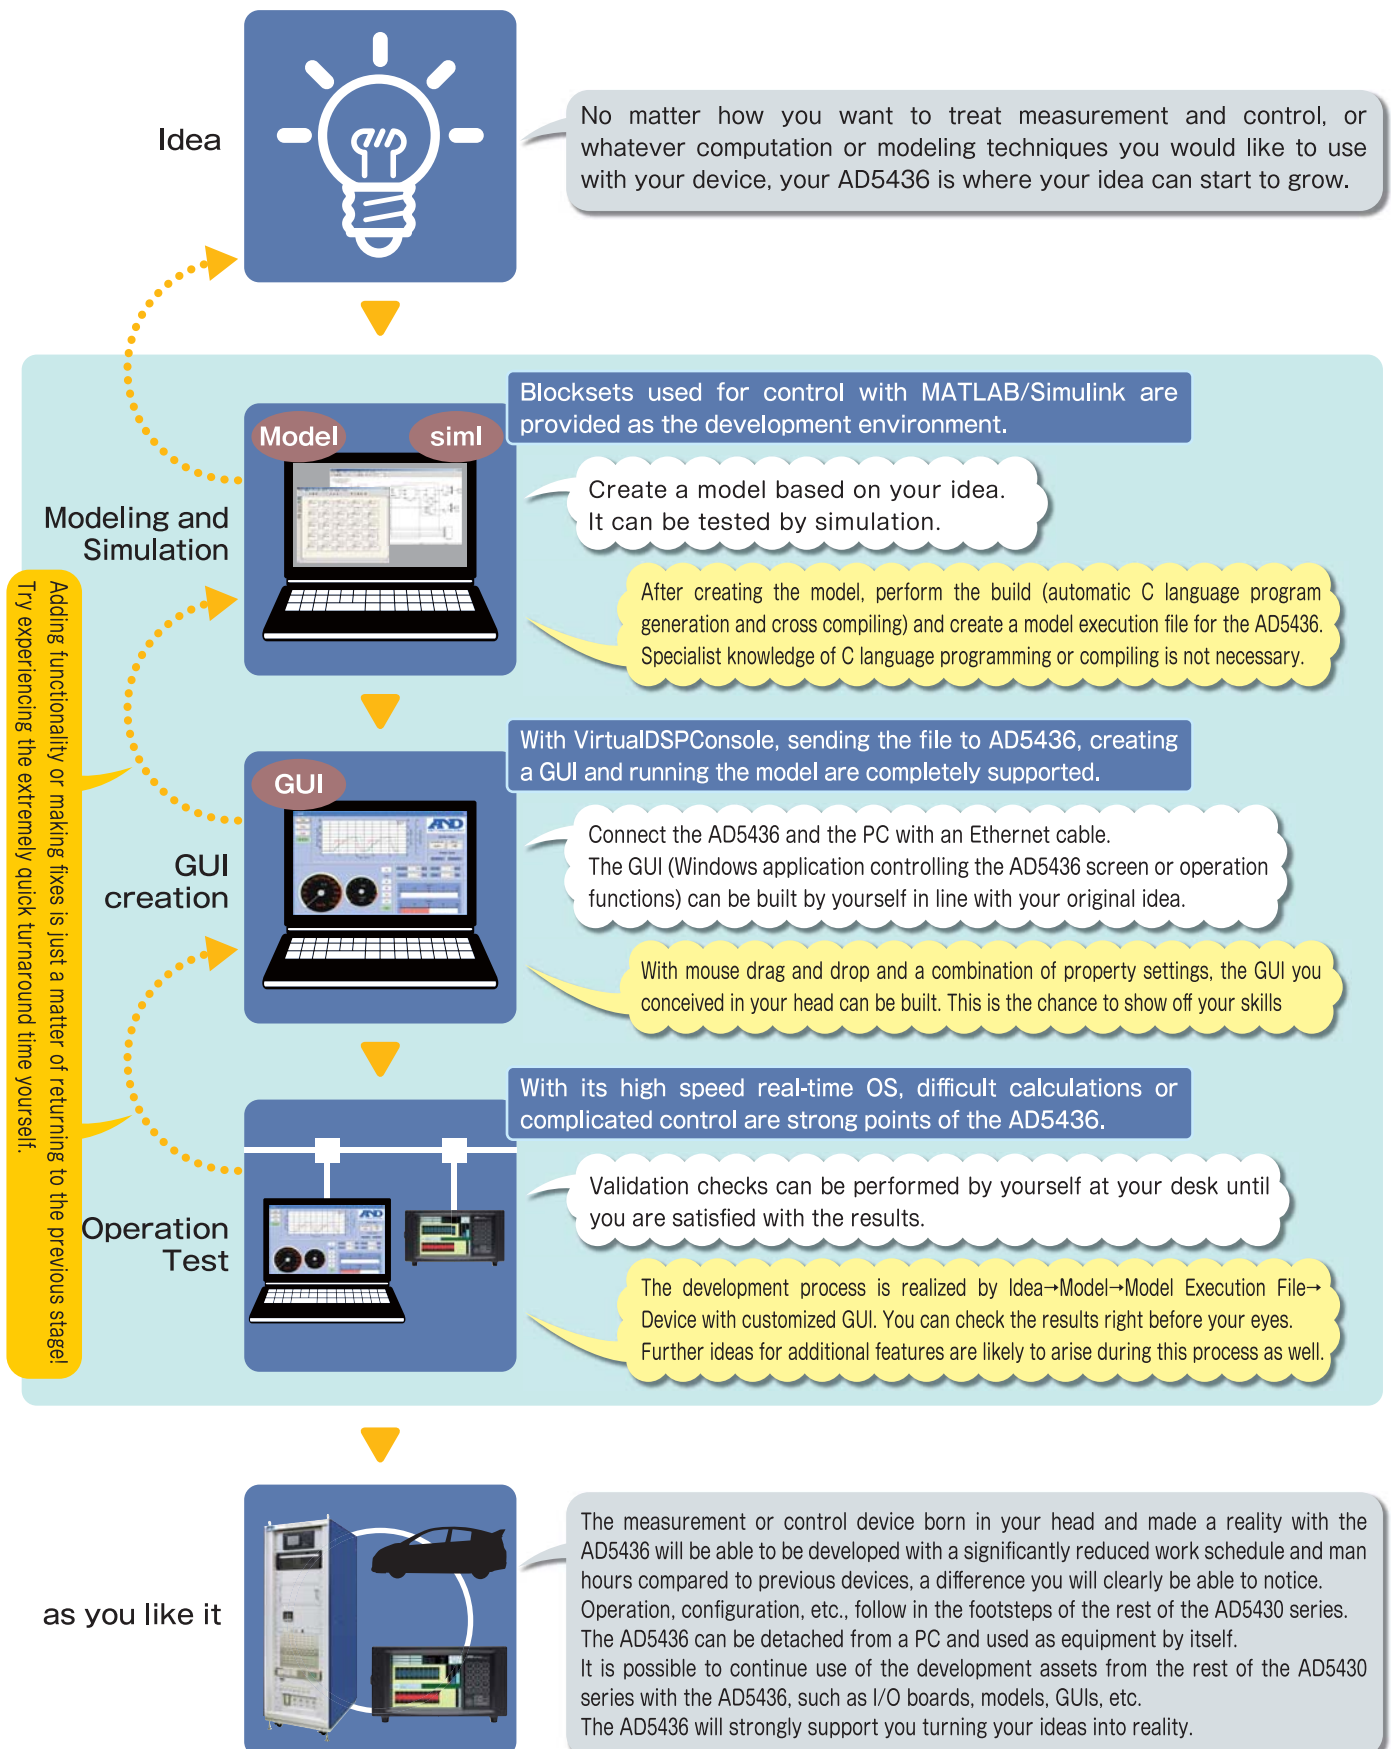 Idea
No matter how you want to treat measurement and control, or
whatever computation or modeling techniques you would like to use
with your device, your AD5436 is where your idea can start to grow.
Blocksets used for control with MATLAB/Simulink are
provided as the development environment.
Model
siml
Modeling and
Simulation
Create a model based on your idea.
It can be tested by simulation.
After creating the model, perform the build (automatic C language program
generation and cross compiling) and create a model execution file for the AD5436.
Specialist knowledge of C language programming or compiling is not necessary.
Adding functionality or making fixes is just a matter of returning to the previous stage!
Try experiencing the extremely quick turnaround time yourself.
With VirtualDSPConsole, sending the file to AD5436, creating
a GUI and running the model are completely supported.
GUI
AND
GUI
creation
Connect the AD5436 and the PC with an Ethernet cable.
The GUI (Windows application controlling the AD5436 screen or operation
functions) can be built by yourself in line with your original idea.
With mouse drag and drop and a combination of property settings, the GUI you
conceived in your head can be built. This is the chance to show off your skills
With its high speed real-time OS, difficult calculations or
complicated control are strong points of the AD5436.
AND
Operation
Test
Validation checks can be performed by yourself at your desk until
you are satisfied with the results.
The development process is realized by Idea→Model→Model Execution File→
Device with customized GUI. You can check the results right before your eyes.
Further ideas for additional features are likely to arise during this process as well.
as you like it
The measurement or control device born in your head and made a reality with the
AD5436 will be able to be developed with a significantly reduced work schedule and man
hours compared to previous devices, a difference you will clearly be able to notice.
Operation, configuration, etc., follow in the footsteps of the rest of the AD5430 series.
The AD5436 can be detached from a PC and used as equipment by itself.
It is possible to continue use of the development assets from the rest of the AD5430
series with the AD5436, such as I/O boards, models, GUIs, etc.
The AD5436 will strongly support you turning your ideas into reality.